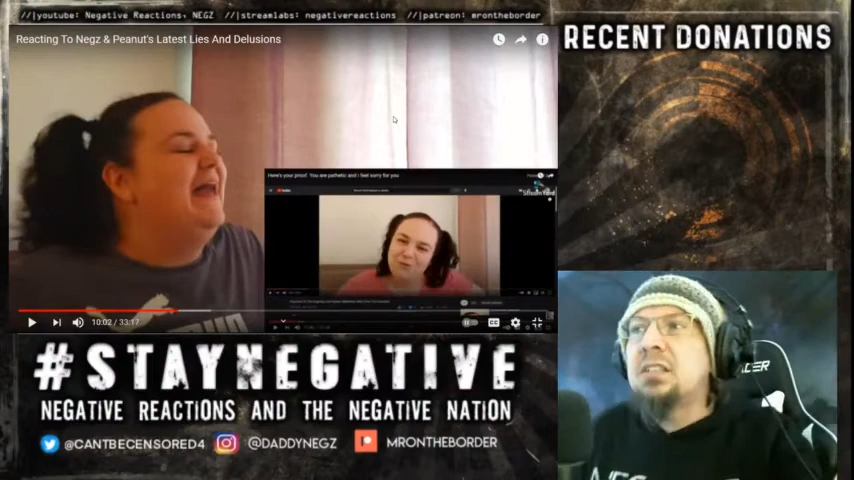 //|youtube: Negative Reactions, NEGZ //|streamlabs: negativereactions //|patreon: mrontheborder
Reacting To Negz & Peanut's Latest Lies And Delusions
RECENT DONATIONS
Here's your proof. You are pathetic and I feel sorry for you
10:02 / 33:17
CC
#STAYNEGATIVE
NEGATIVE REACTIONS AND THE NEGATIVE NATION
@CANTBECENSORED4 @DADDYNEGZ MRONTHEBORDER